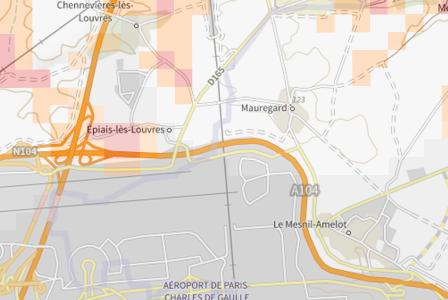 Chennevières-lès-
Louvres
D165
Mauregard
123
Épiais-lès-Louvres
N104
A104
Le Mesnil-Amelot
AÉROPORT DE PARIS
CHARLES DE GAULLE